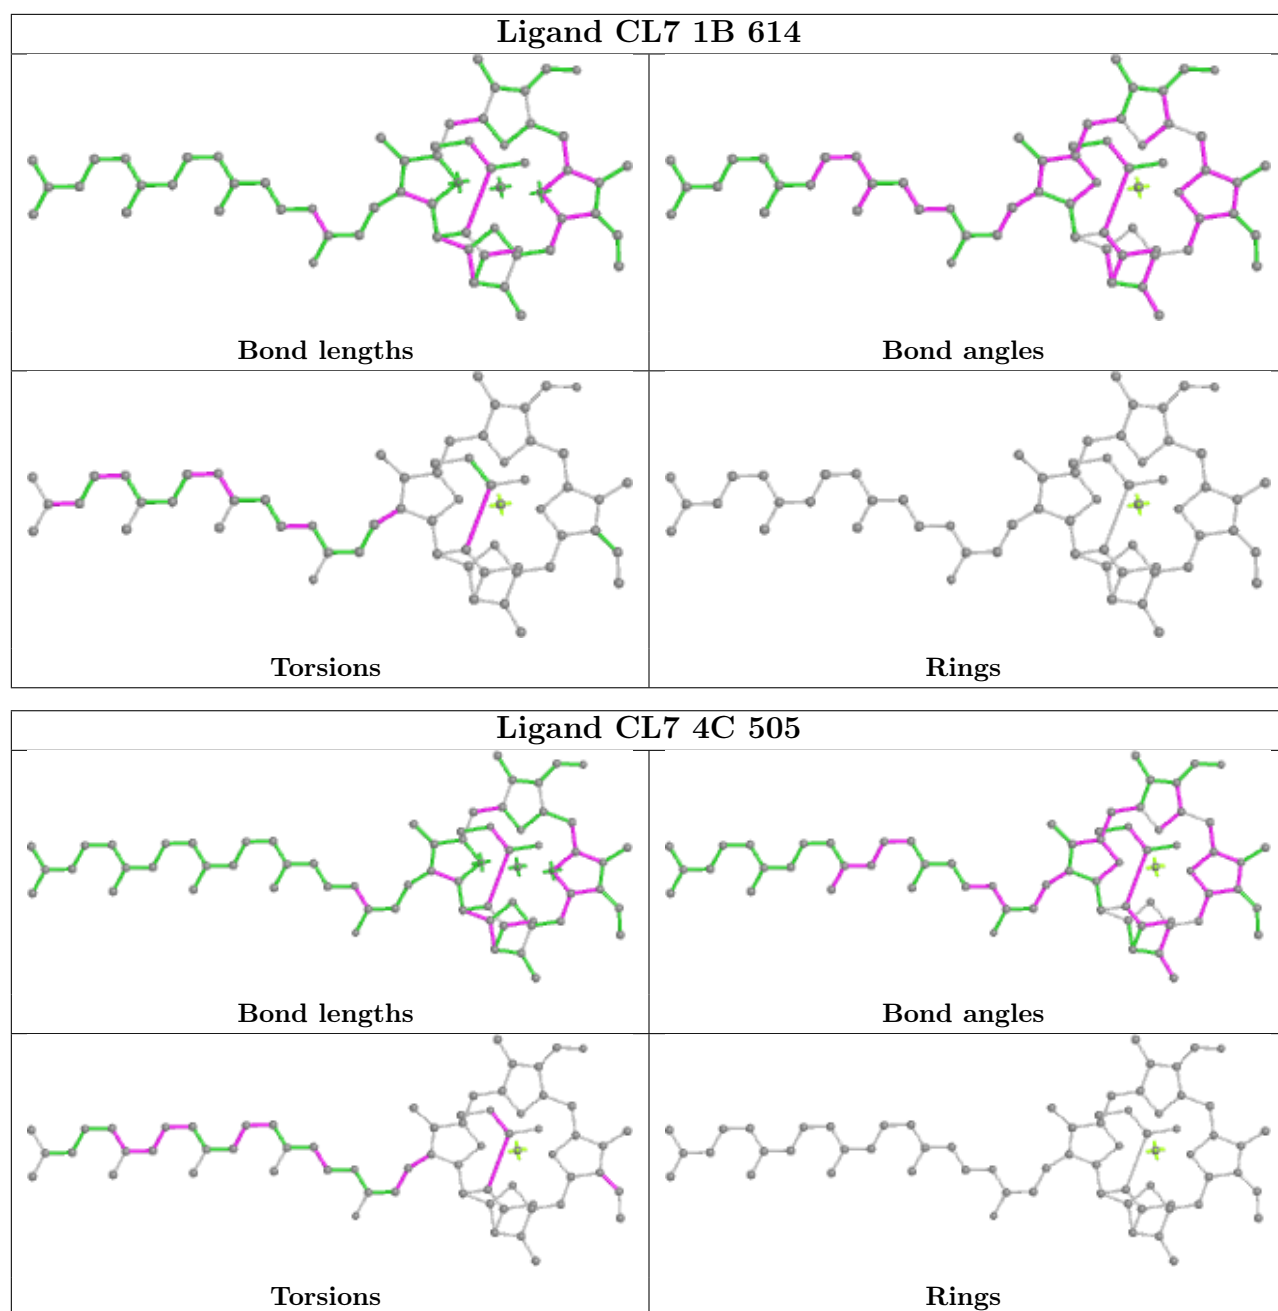 Ligand CL7 1B 614
Bond lengths
Bond angles
Torsions
Rings
Ligand CL7 4C 505
Bond lengths
Bond angles
Torsions
Rings